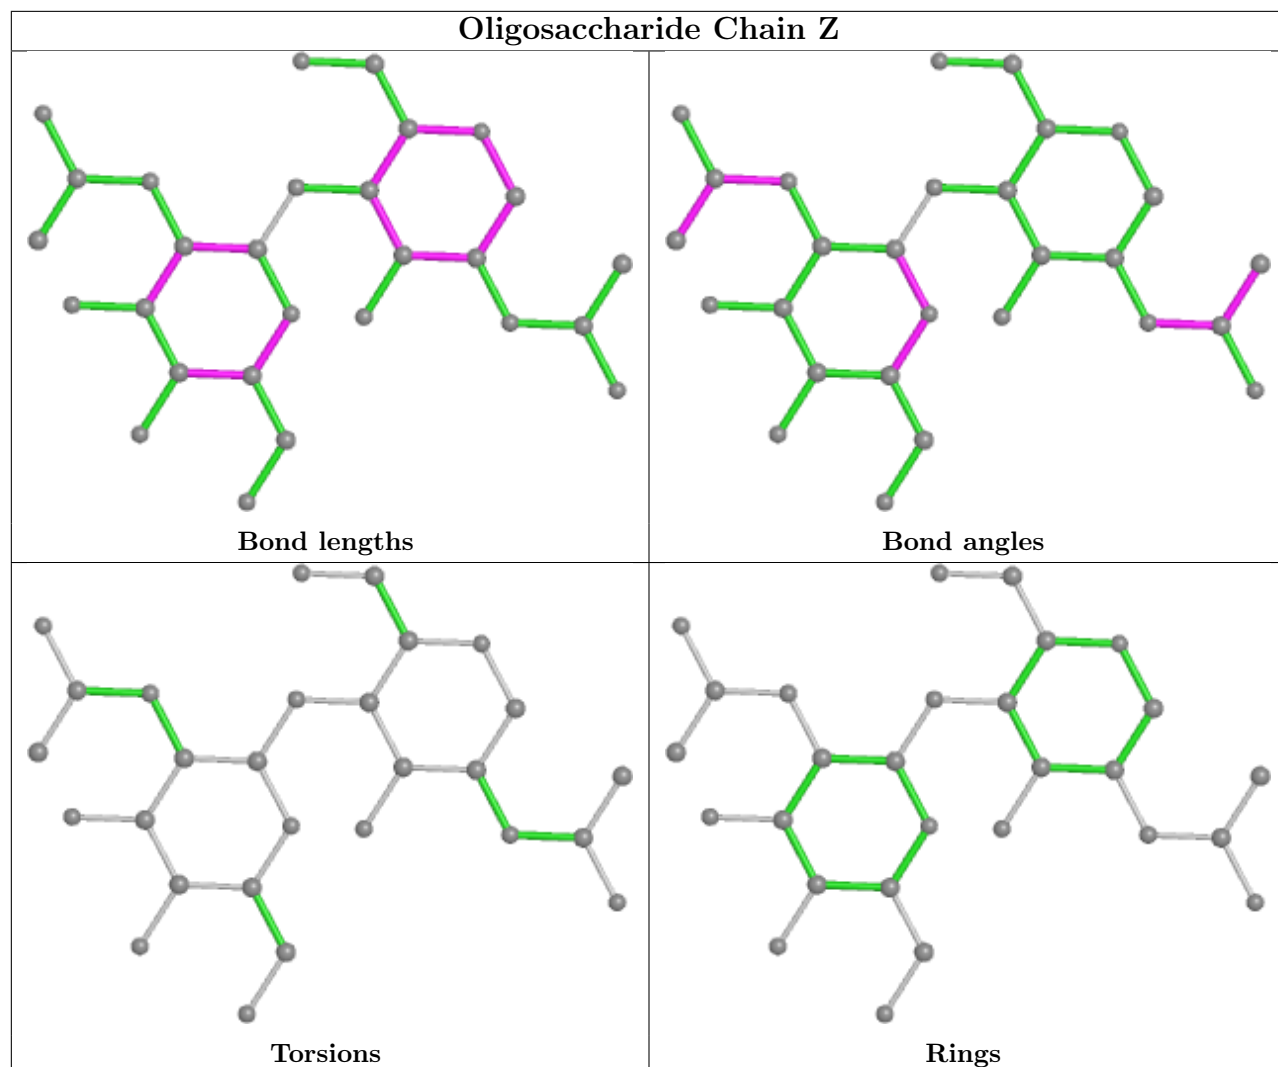 Oligosaccharide Chain Z
Bond lengths
Bond angles
Torsions
Rings